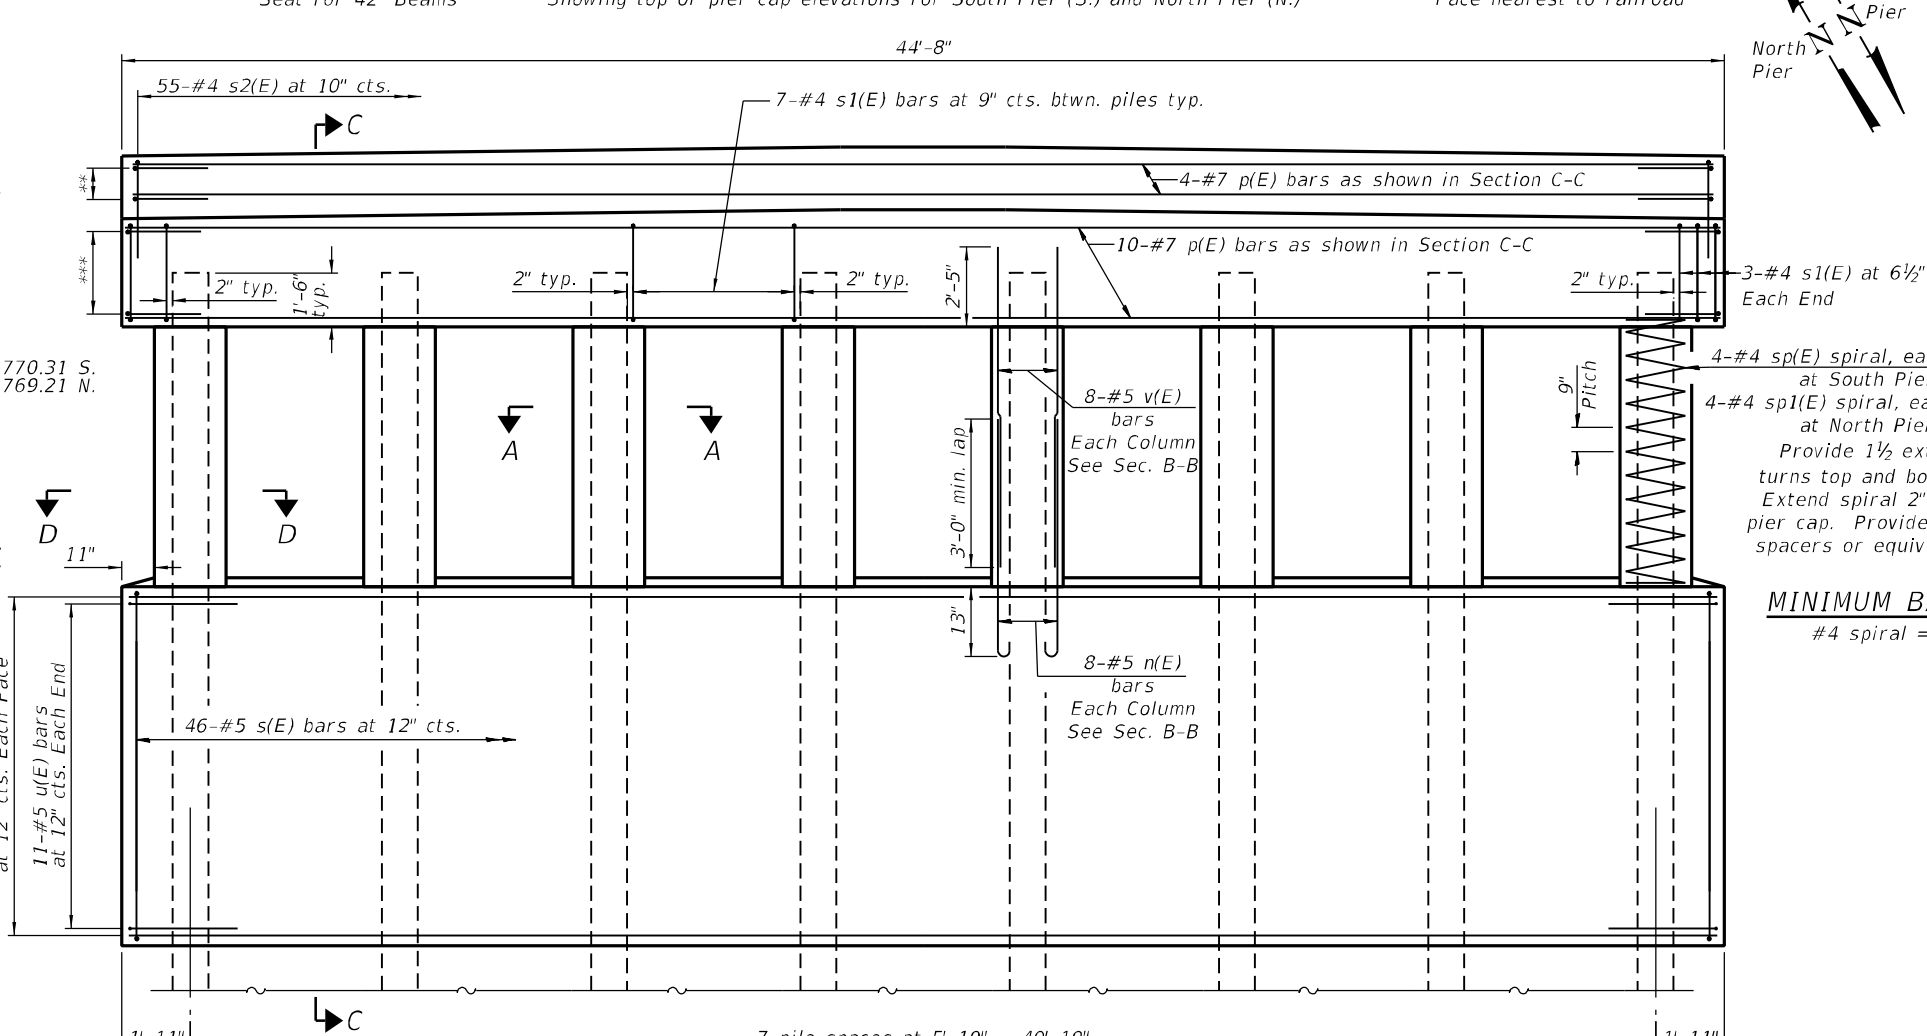 Seat For 42" Beams
Showing top of pier cap elevations For South Pier (S.) and North Pier (N.)
Face nearest to railroad
Pier
North
Pier
N
N
44'-8"
55-#4 s2(E) at 10" cts.
7-#4 s1(E) bars at 9" cts. btwn. piles typ.
C
**
4-#7 p(E) bars as shown in Section C-C
10-#7 p(E) bars as shown in Section C-C
***
2" typ.
1'-6"
typ.
2" typ.
2" typ.
2'-5"
2" typ.
3-#4 s1(E) at 6½"
Each End
770.31 S.
769.21 N.
4-#4 sp(E) spiral,
at South
4-#4 sp1(E) spiral,
at North
Provide 1½
turns top and
Extend spiral 2"
pier cap. Provide
spacers or
9"
Pitch
8-#5 v(E)
bars
Each Column
See Sec. B-B
A
A
3'-0" min. lap
D
D
11"
13"
MINIMUM
#4 spiral =
8-#5 n(E)
bars
Each Column
See Sec. B-B
at 12" cts. Each Face
11-#5 u(E) bars
at 12" cts. Each End
46-#5 s(E) bars at 12" cts.
C
1'-11"
7 pile spaces at 5'-10" 40'-10"
1'-11"